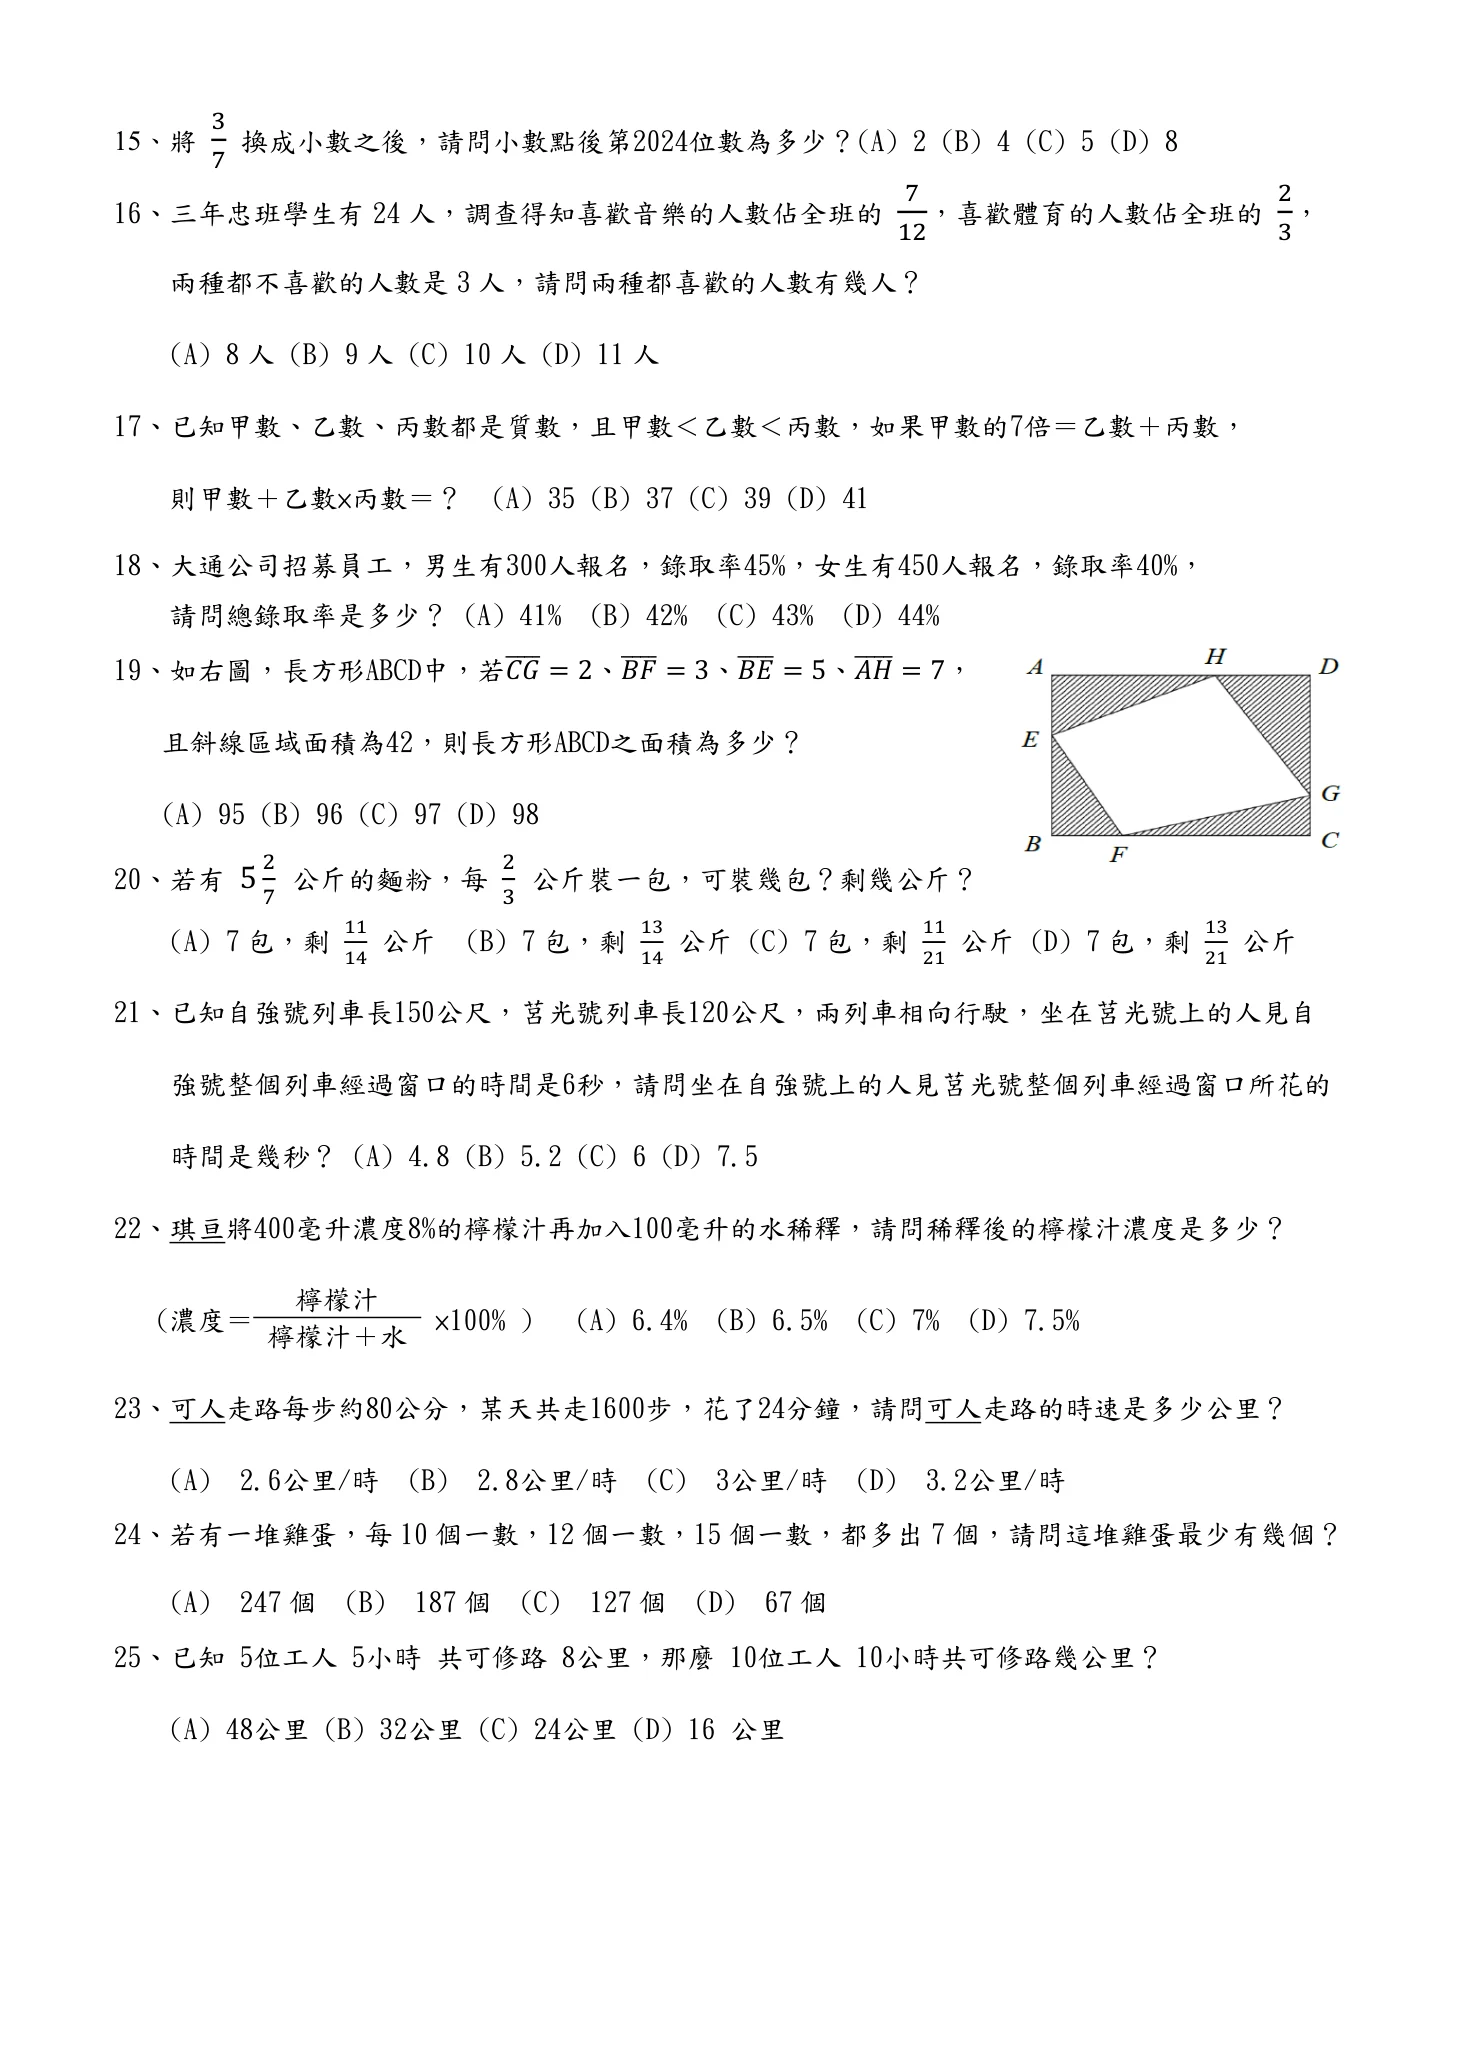 15、將 3/7 換成小數之後，請問小數點後第2024位數為多少？(A) 2 (B) 4 (C) 5 (D) 8
16、三年忠班學生有 24 人，調查得知喜歡音樂的人數佔全班的 7/12，喜歡體育的人數佔全班的 2/3，
兩種都不喜歡的人數是 3 人，請問兩種都喜歡的人數有幾人？
(A) 8 人 (B) 9 人 (C) 10 人 (D) 11 人
17、已知甲數、乙數、丙數都是質數，且甲數＜乙數＜丙數，如果甲數的7倍＝乙數＋丙數，
則甲數＋乙數×丙數＝？ (A) 35 (B) 37 (C) 39 (D) 41
18、大通公司招募員工，男生有300人報名，錄取率45%，女生有450人報名，錄取率40%，
請問總錄取率是多少？ (A) 41% (B) 42% (C) 43% (D) 44%
19、如右圖，長方形ABCD中，若C̅G̅ = 2、B̅F̅ = 3、B̅E̅ = 5、A̅H̅ = 7，
且斜線區域面積為42，則長方形ABCD之面積為多少？
(A) 95 (B) 96 (C) 97 (D) 98
A H D
E
G
B F C
20、若有 5 2/7 公斤的麵粉，每 2/3 公斤裝一包，可裝幾包？剩幾公斤？
(A) 7 包，剩 11/14 公斤 (B) 7 包，剩 13/14 公斤 (C) 7 包，剩 11/21 公斤 (D) 7 包，剩 13/21 公斤
21、已知自強號列車長150公尺，莒光號列車長120公尺，兩列車相向行駛，坐在莒光號上的人見自
強號整個列車經過窗口的時間是6秒，請問坐在自強號上的人見莒光號整個列車經過窗口所花的
時間是幾秒？ (A) 4.8 (B) 5.2 (C) 6 (D) 7.5
22、琪亘將400毫升濃度8%的檸檬汁再加入100毫升的水稀釋，請問稀釋後的檸檬汁濃度是多少？
(濃度＝檸檬汁/檸檬汁＋水 ×100% ) (A) 6.4% (B) 6.5% (C) 7% (D) 7.5%
23、可人走路每步約80公分，某天共走1600步，花了24分鐘，請問可人走路的時速是多少公里？
(A) 2.6公里/時 (B) 2.8公里/時 (C) 3公里/時 (D) 3.2公里/時
24、若有一堆雞蛋，每 10 個一數，12 個一數，15 個一數，都多出 7 個，請問這堆雞蛋最少有幾個？
(A) 247 個 (B) 187 個 (C) 127 個 (D) 67 個
25、已知 5位工人 5小時 共可修路 8公里，那麼 10位工人 10小時共可修路幾公里？
(A) 48公里 (B) 32公里 (C) 24公里 (D) 16 公里